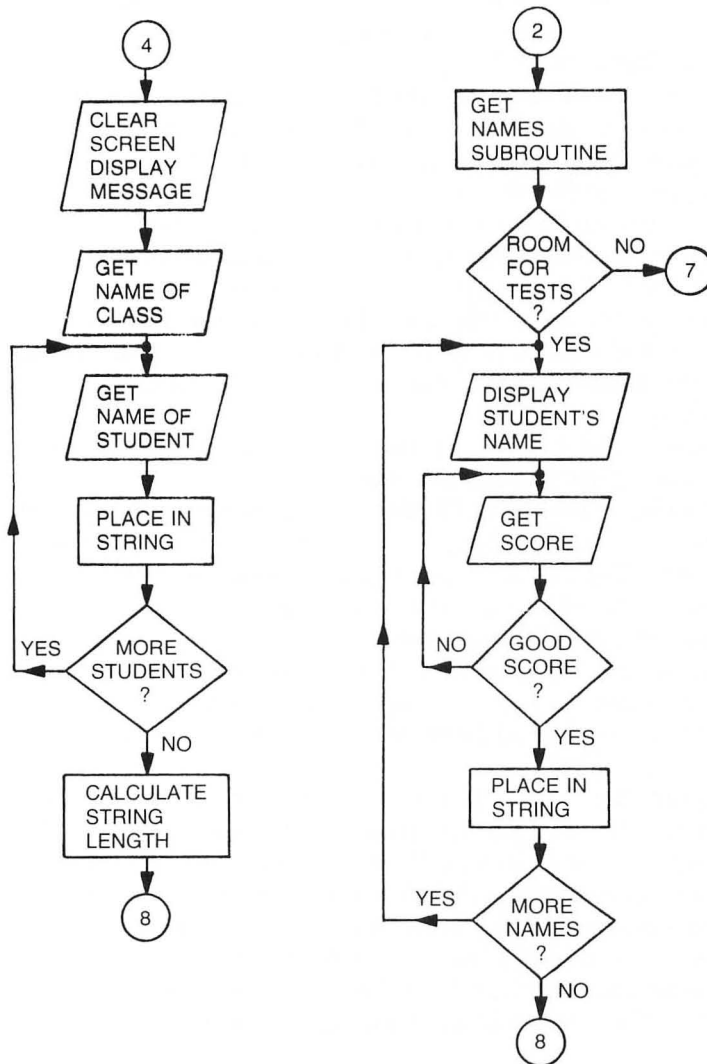 4
CLEAR
SCREEN
DISPLAY
MESSAGE
GET
NAME OF
CLASS
GET
NAME OF
STUDENT
PLACE IN
STRING
YES
MORE
STUDENTS
?
NO
CALCULATE
STRING
LENGTH
8
2
GET
NAMES
SUBROUTINE
ROOM
FOR
TESTS
?
NO
7
YES
DISPLAY
STUDENT'S
NAME
GET
SCORE
NO
GOOD
SCORE
?
YES
PLACE IN
STRING
YES
MORE
NAMES
?
NO
8